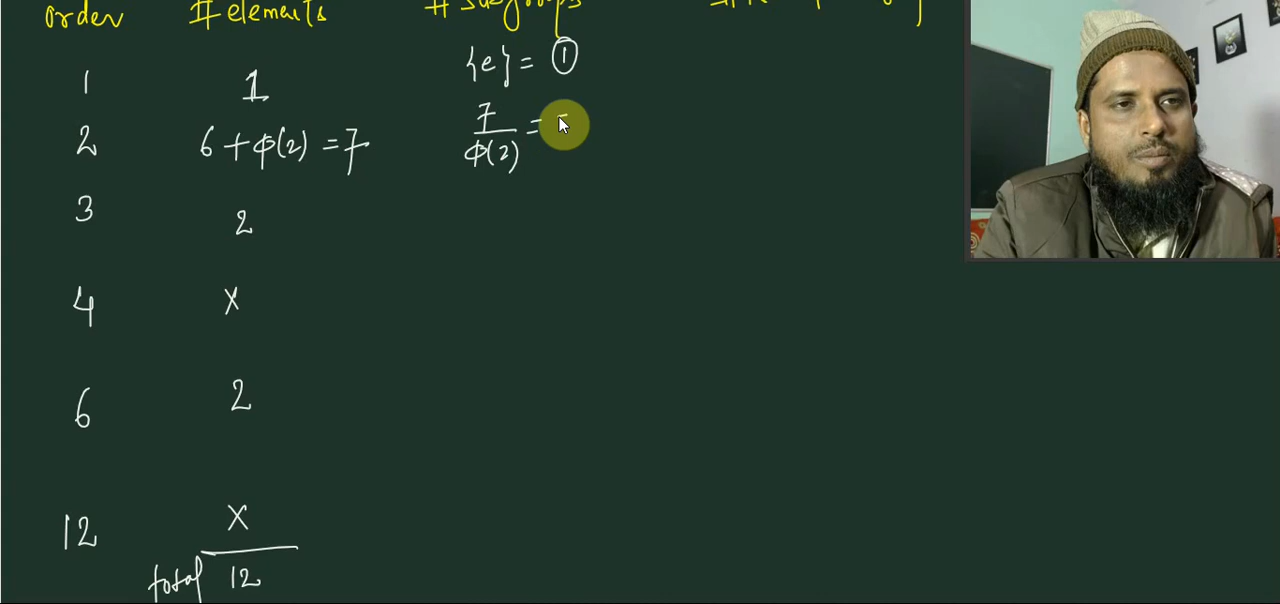 order # elements # subgroups
1 1 {e} = ①
2 6 + φ(2) = 7 7/φ(2) =
3 2
4 x
6 2
12 x
total 12